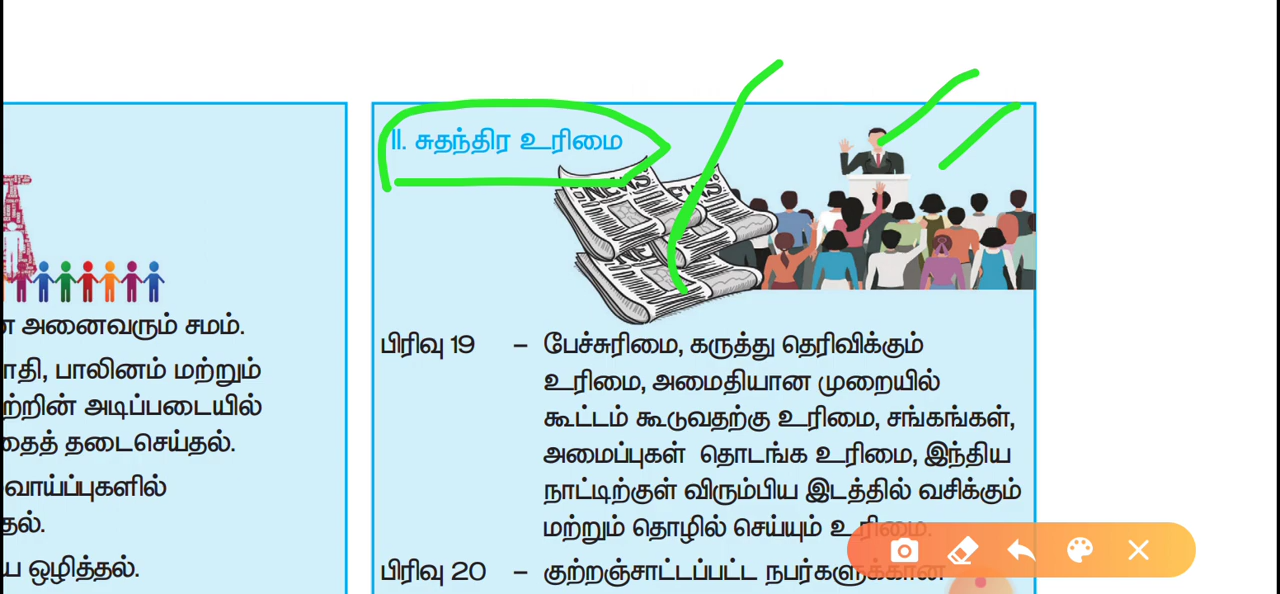 II. சுதந்திர உரிமை
NEWS
NEWS
அனைவரும் சமம்.
பாலினம் மற்றும்
அடிப்படையில்
தடைசெய்தல்.
ஒழித்தல்.
பிரிவு 19 – பேச்சுரிமை, கருத்து தெரிவிக்கும்
உரிமை, அமைதியான முறையில்
கூட்டம் கூடுவதற்கு உரிமை, சங்கங்கள்,
அமைப்புகள் தொடங்க உரிமை, இந்திய
நாட்டிற்குள் விரும்பிய இடத்தில் வசிக்கும்
மற்றும் தொழில் செய்யும் உரிமை.
பிரிவு 20 – குற்றஞ்சாட்டப்பட்ட நபர்களுக்கான